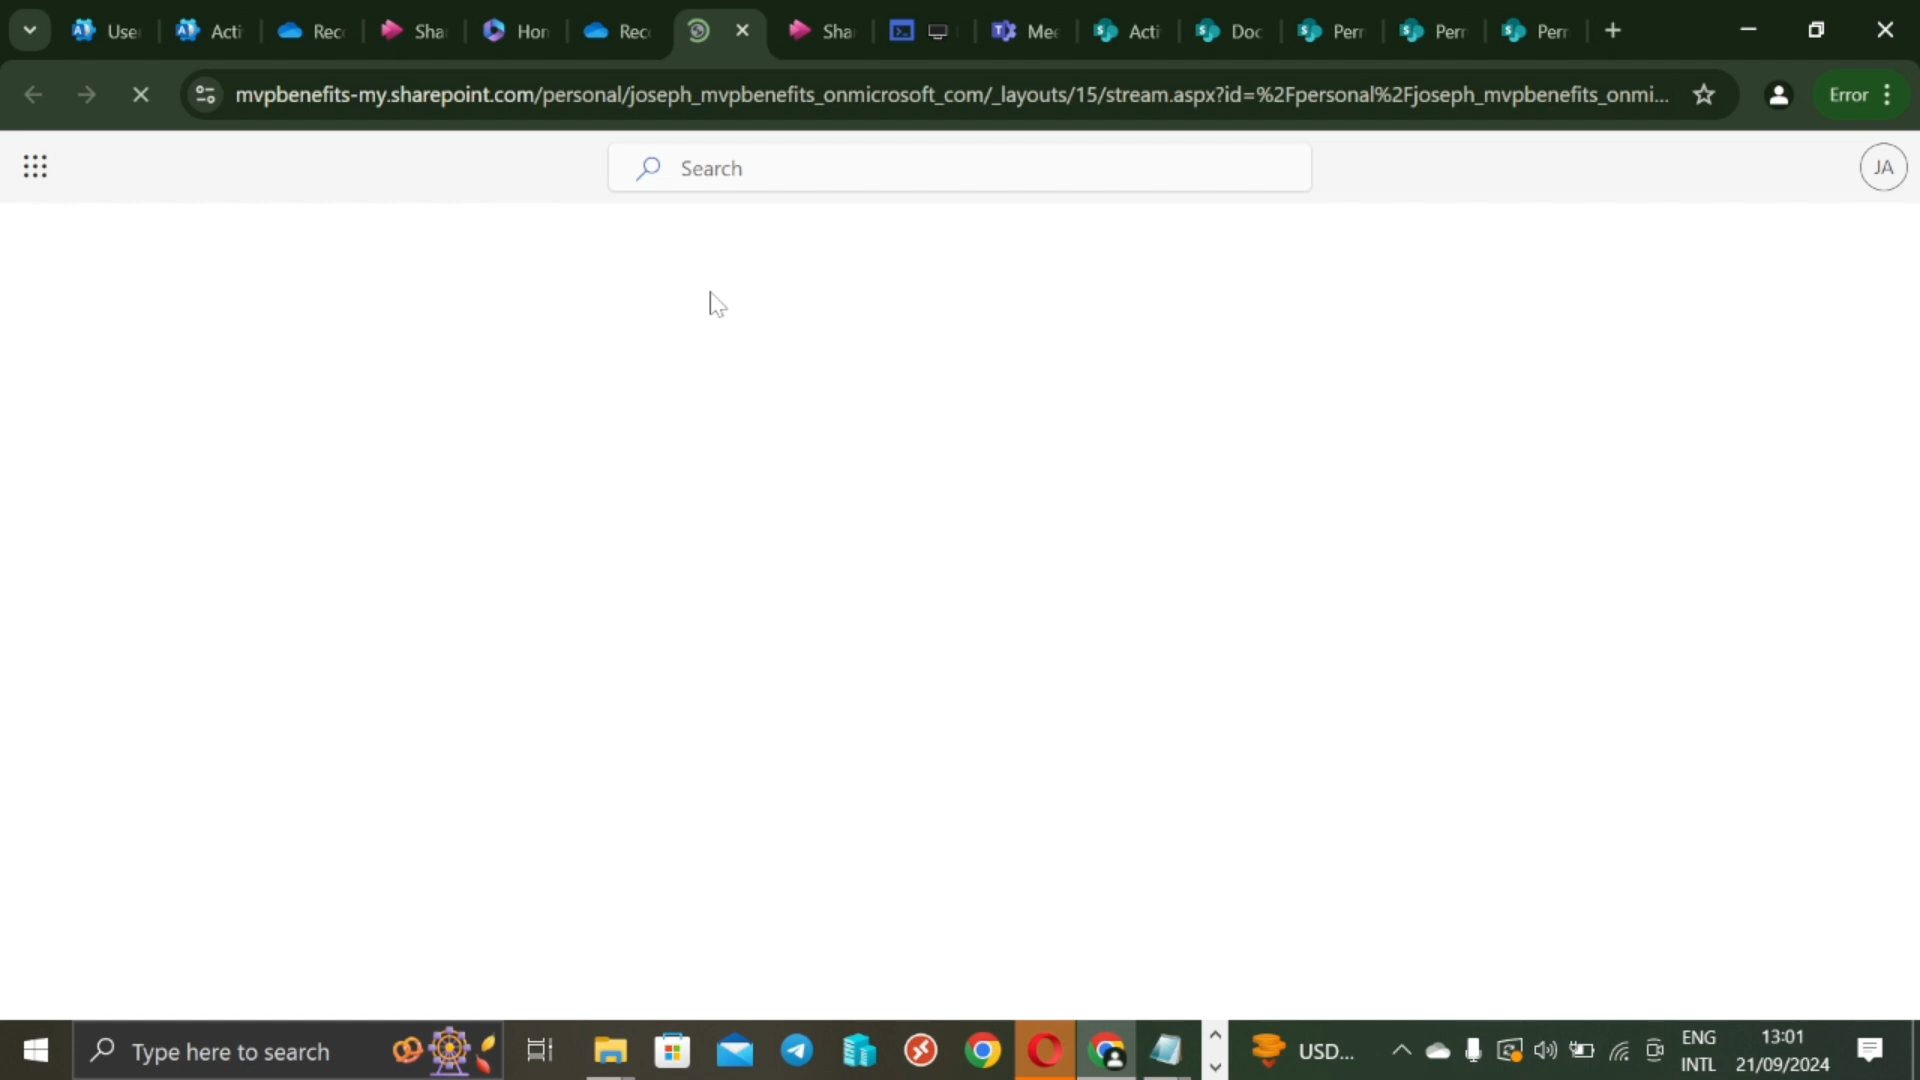 Use
Acti
Rec
Sha
Hon
Rec
Sha
Mee
Acti
Doc
Perr
Perr
Perr
mvpbenefits-my.sharepoint.com/personal/joseph_mvpbenefits_onmicrosoft_com/_layouts/15/stream.aspx?id=%2Fpersonal%2Fjoseph_mvpbenefits_onmi...
Error
Search
JA
Type here to search
USD...
ENG
INTL
13:01
21/09/2024